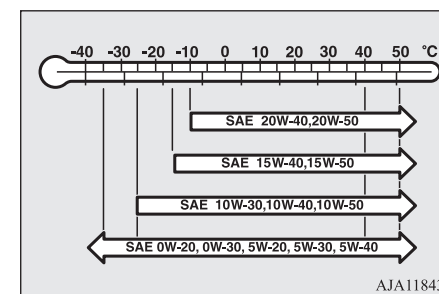 -40 -30 -20 -10 0 10 20 30 40 50 °C
SAE 20W-40,20W-50
SAE 15W-40,15W-50
SAE 10W-30,10W-40,10W-50
SAE 0W-20, 0W-30, 5W-20, 5W-30, 5W-40
AJA11843